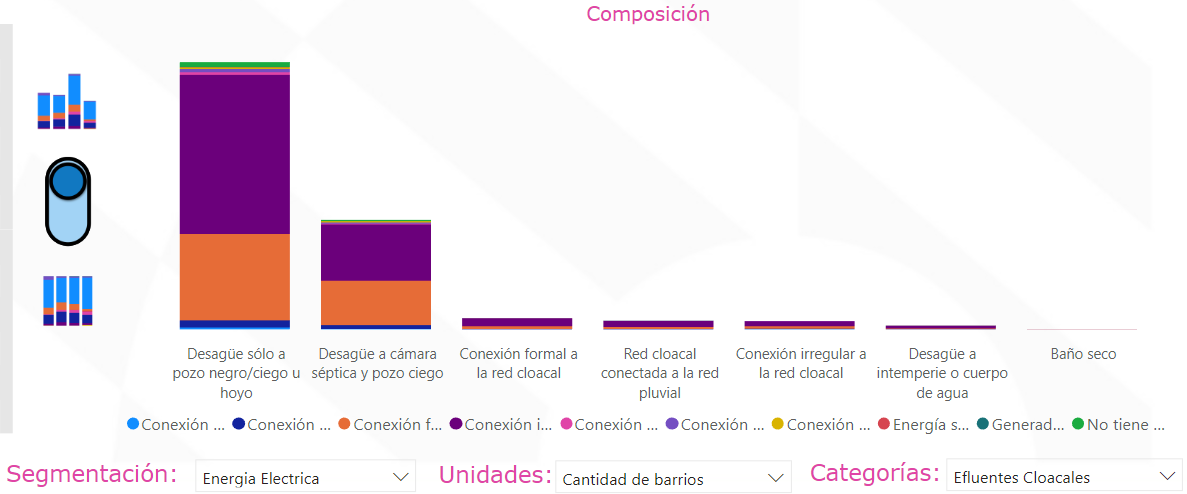 Composición
Desagüe sólo a
pozo negro/ciego u
hoyo
Desagüe a cámara
séptica y pozo ciego
Conexión formal a
la red cloacal
Red cloacal
conectada a la red
pluvial
Conexión irregular a
la red cloacal
Desagüe a
intemperie o cuerpo
de agua
Baño seco
Conexión ... Conexión ... Conexión f... Conexión i... Conexión ... Conexión ... Conexión ... Energía s... Generad... No tiene ...
Segmentación: Energia Electrica Unidades: Cantidad de barrios Categorías: Efluentes Cloacales